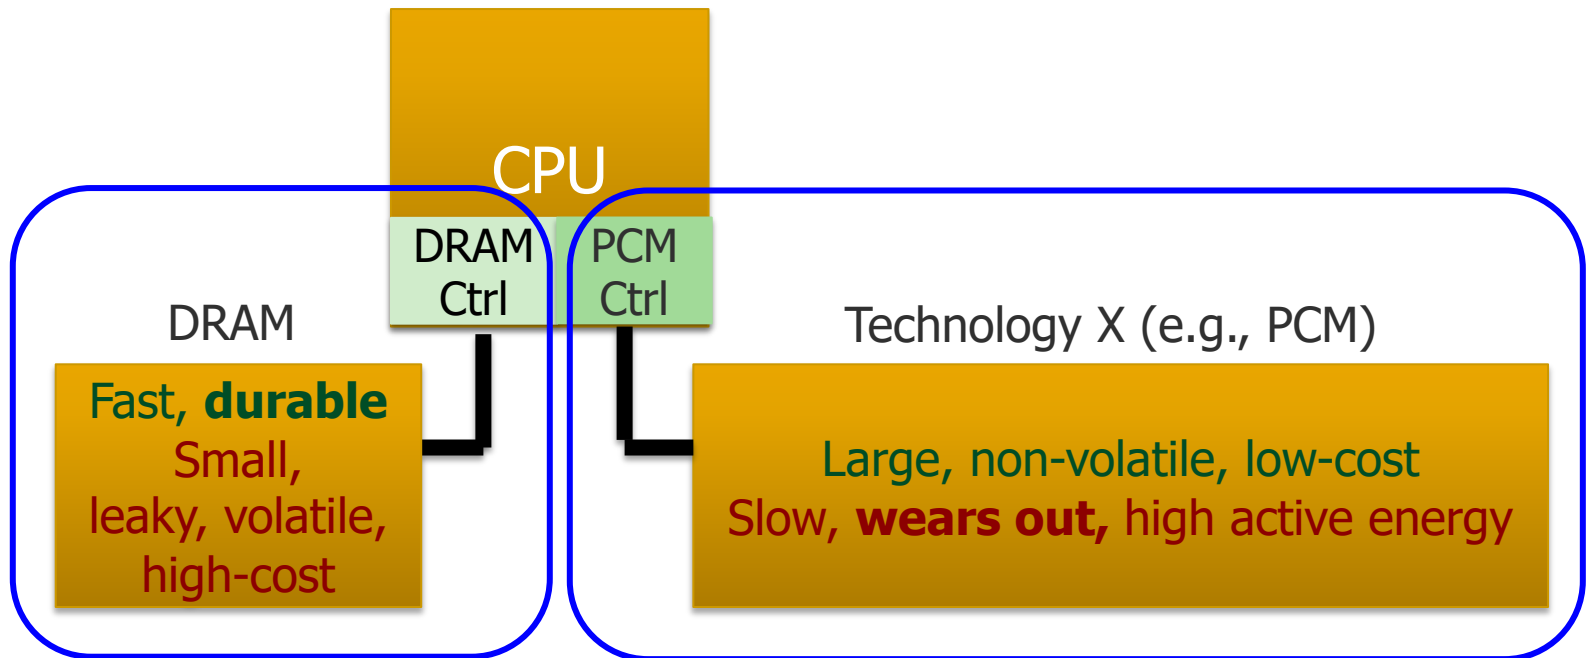 CPU
DRAM
Ctrl
PCM
Ctrl
DRAM
Fast, durable
Small,
leaky, volatile,
high-cost
Technology X (e.g., PCM)
Large, non-volatile, low-cost
Slow, wears out, high active energy